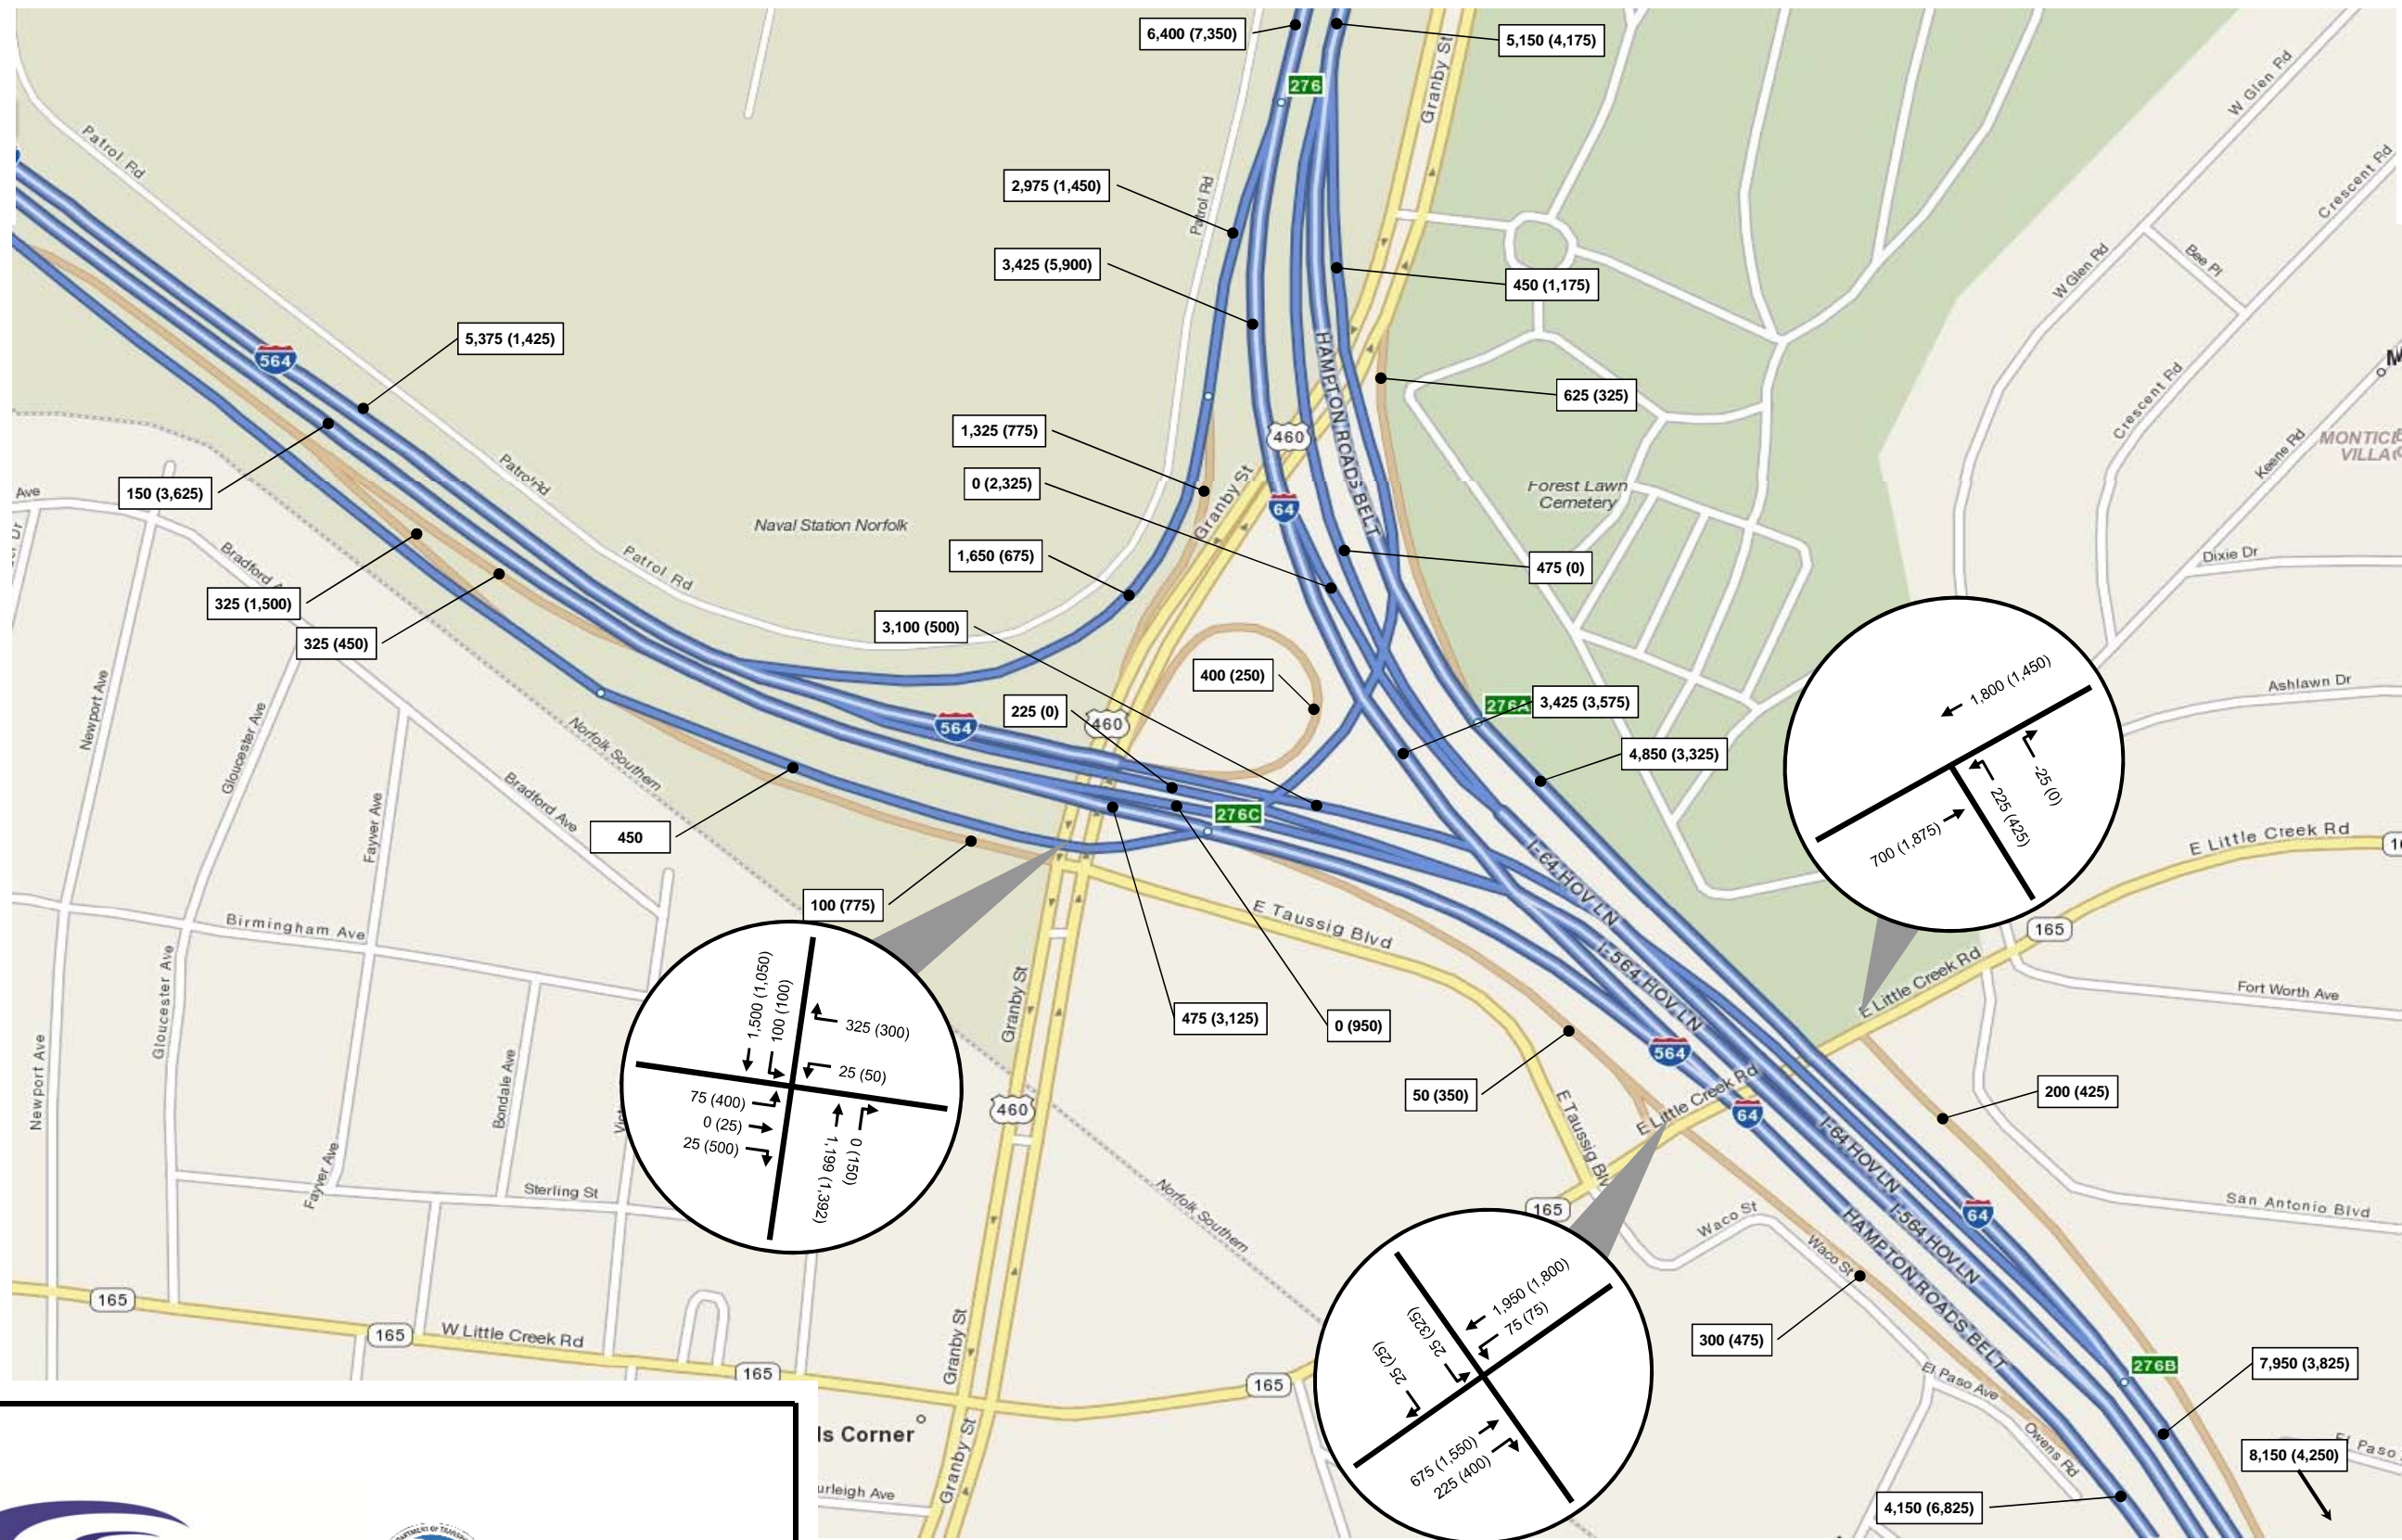 6,400 (7,350)
5,150 (4,175)
276
Granby St
W Glen Rd
Patrol Rd
Crescent Rd
2,975 (1,450)
Patrol Rd
W Glen Rd
Bee Pl
3,425 (5,900)
450 (1,175)
564
5,375 (1,425)
HAMPTON ROADS BELT
625 (325)
Crescent Rd
1,325 (775)
460
Keene Rd
MONTICE
VILLA
Patrol Rd
0 (2,325)
Granby St
150 (3,625)
Ave
Forest Lawn
Cemetery
64
Naval Station Norfolk
1,650 (675)
475 (0)
Dixie Dr
Bradford
Patrol Rd
325 (1,500)
325 (450)
3,100 (500)
400 (250)
1,800 (1,450)
Ashlawn Dr
225 (0)
460
276A
3,425 (3,575)
Newport Ave
Gloucester Ave
Norfolk Southern
564
4,850 (3,325)
-25 (0)
225 (425)
700 (1,875)
Bradford Ave
Fayver Ave
450
276C
E Little Creek Rd
I-64 HOV LN
100 (775)
E Taussig Blvd
165
Birmingham Ave
I-564 HOV LN
E Little Creek Rd
Fort Worth Ave
Gloucester Ave
Granby St
1,500 (1,050)
100 (100)
325 (300)
25 (50)
75 (400)
0 (25)
25 (500)
1,199 (1,392)
0 (150)
475 (3,125)
0 (950)
50 (350)
564
E Little Creek Rd
64
200 (425)
Newport Ave
Bondale Ave
460
E Taussig Blv
I-64 HOV LN
Fayver Ave
Sterling St
Norfolk Southern
165
Waco St
Waco St
64
San Antonio Blvd
I-564 HOV LN
HAMPTON ROADS BELT
165
165
W Little Creek Rd
165
Granby St
165
1,950 (1,800)
75 (75)
25 (325)
25 (25)
675 (1,550)
225 (400)
300 (475)
276B
7,950 (3,825)
El Paso Ave
Owens Rd
El Paso
8,150 (4,250)
4,150 (6,825)
ls Corner
Granby St
urleigh Ave